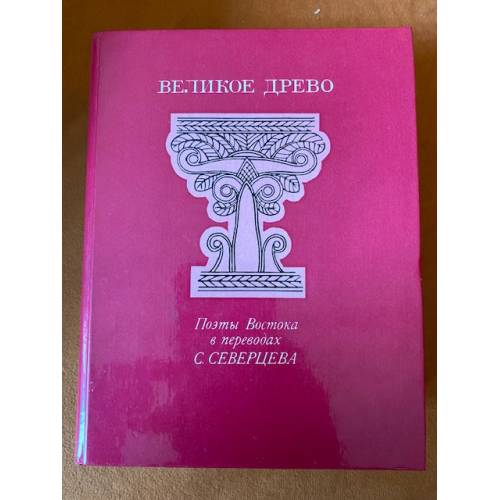 ВЕЛИКОЕ ДРЕВО
Поэты Востока
в переводах
С. СЕВЕРЦЕВА